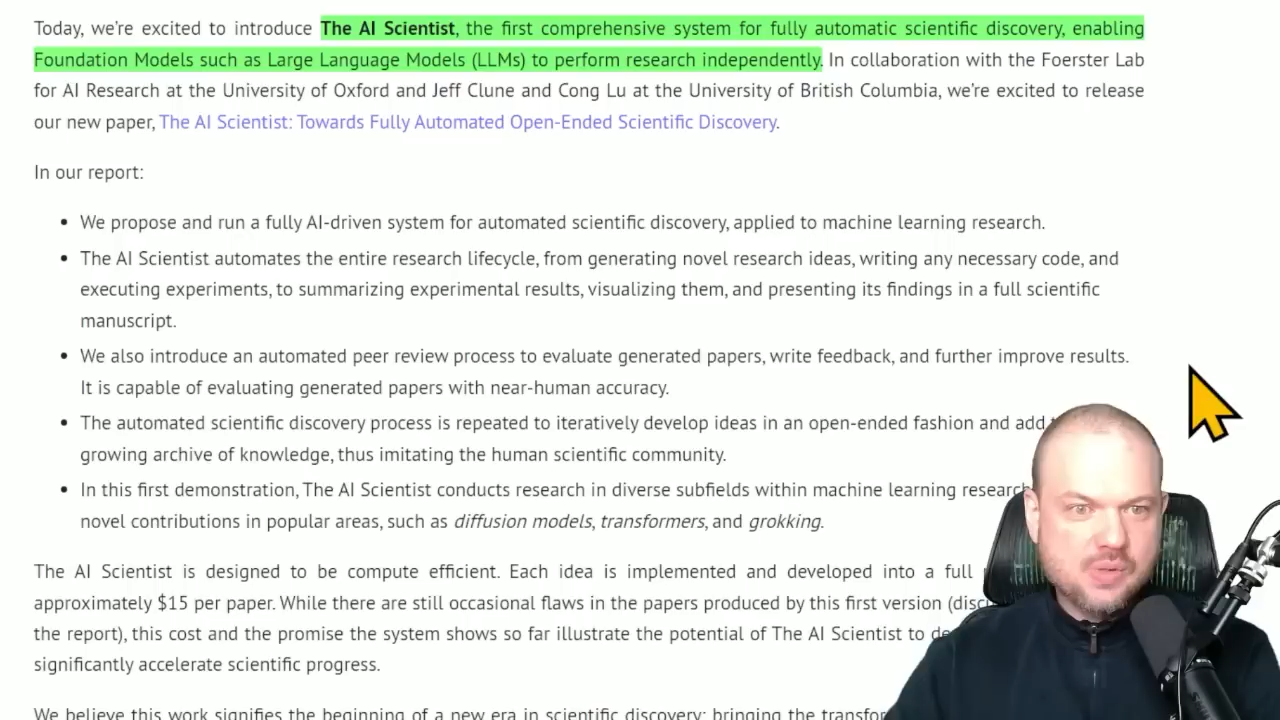 Today, we're excited to introduce The AI Scientist, the first comprehensive system for fully automatic scientific discovery, enabling
Foundation Models such as Large Language Models (LLMs) to perform research independently. In collaboration with the Foerster Lab
for AI Research at the University of Oxford and Jeff Clune and Cong Lu at the University of British Columbia, we're excited to release
our new paper, The AI Scientist: Towards Fully Automated Open-Ended Scientific Discovery.
In our report:
• We propose and run a fully AI-driven system for automated scientific discovery, applied to machine learning research.
• The AI Scientist automates the entire research lifecycle, from generating novel research ideas, writing any necessary code, and
executing experiments, to summarizing experimental results, visualizing them, and presenting its findings in a full scientific
manuscript.
• We also introduce an automated peer review process to evaluate generated papers, write feedback, and further improve results.
It is capable of evaluating generated papers with near-human accuracy.
• The automated scientific discovery process is repeated to iteratively develop ideas in an open-ended fashion and add
growing archive of knowledge, thus imitating the human scientific community.
• In this first demonstration, The AI Scientist conducts research in diverse subfields within machine learning research
novel contributions in popular areas, such as diffusion models, transformers, and grokking.
The AI Scientist is designed to be compute efficient. Each idea is implemented and developed into a full
approximately $15 per paper. While there are still occasional flaws in the papers produced by this first version
the report), this cost and the promise the system shows so far illustrate the potential of The AI Scientist to
significantly accelerate scientific progress.
We believe this work signifies the beginning of a new era in scientific discovery: bringing the